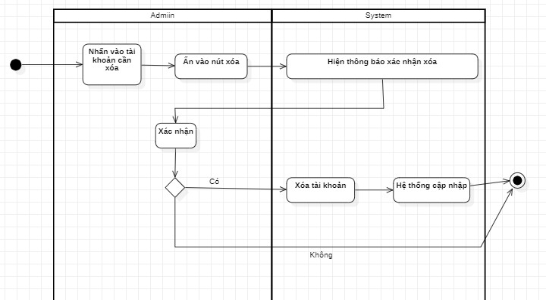 Admiin
System
Nhấn vào tài
khoản cần
xóa
Ấn vào nút xóa
Hiện thông báo xác nhận xóa
Xác nhận
Có
Xóa tài khoản
Hệ thống cập nhập
Không